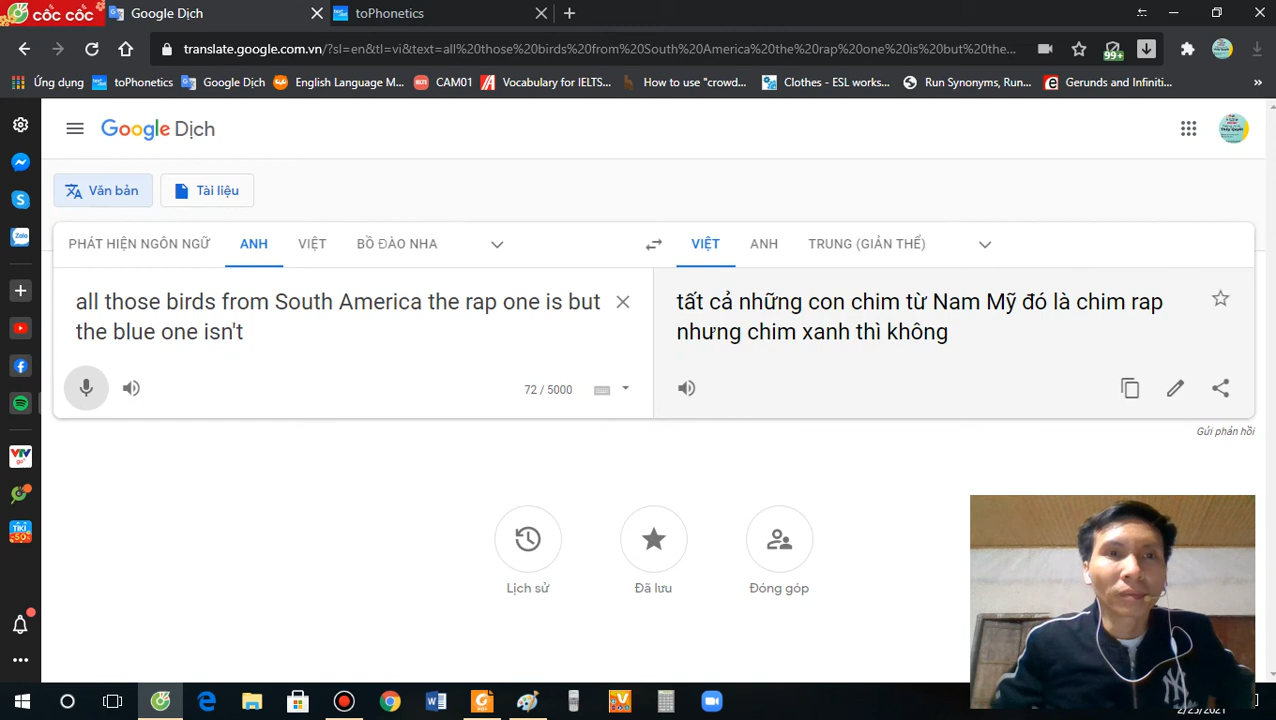 cốc cốc
Google Dịch
toPhonetics
translate.google.com.vn/?sl=en&tl=vi&text=all%20those%20birds%20from%20South%20America%20the%20rap%20one%20is%20but%20the...
99+
Ứng dụng
toPhonetics
Google Dịch
English Language M...
CAM01
Vocabulary for IELTS...
How to use "crowd...
Clothes - ESL works...
Run Synonyms, Run...
Gerunds and Infiniti...
Google Dịch
Văn bản
Tài liệu
PHÁT HIỆN NGÔN NGỮ
ANH
VIỆT
BỒ ĐÀO NHA
VIỆT
ANH
TRUNG (GIẢN THỂ)
all those birds from South America the rap one is but
the blue one isn't
tất cả những con chim từ Nam Mỹ đó là chim rap
nhưng chim xanh thì không
72 / 5000
Gửi phản hồi
Lịch sử
Đã lưu
Đóng góp
Zalo
VTV
go
TIKI